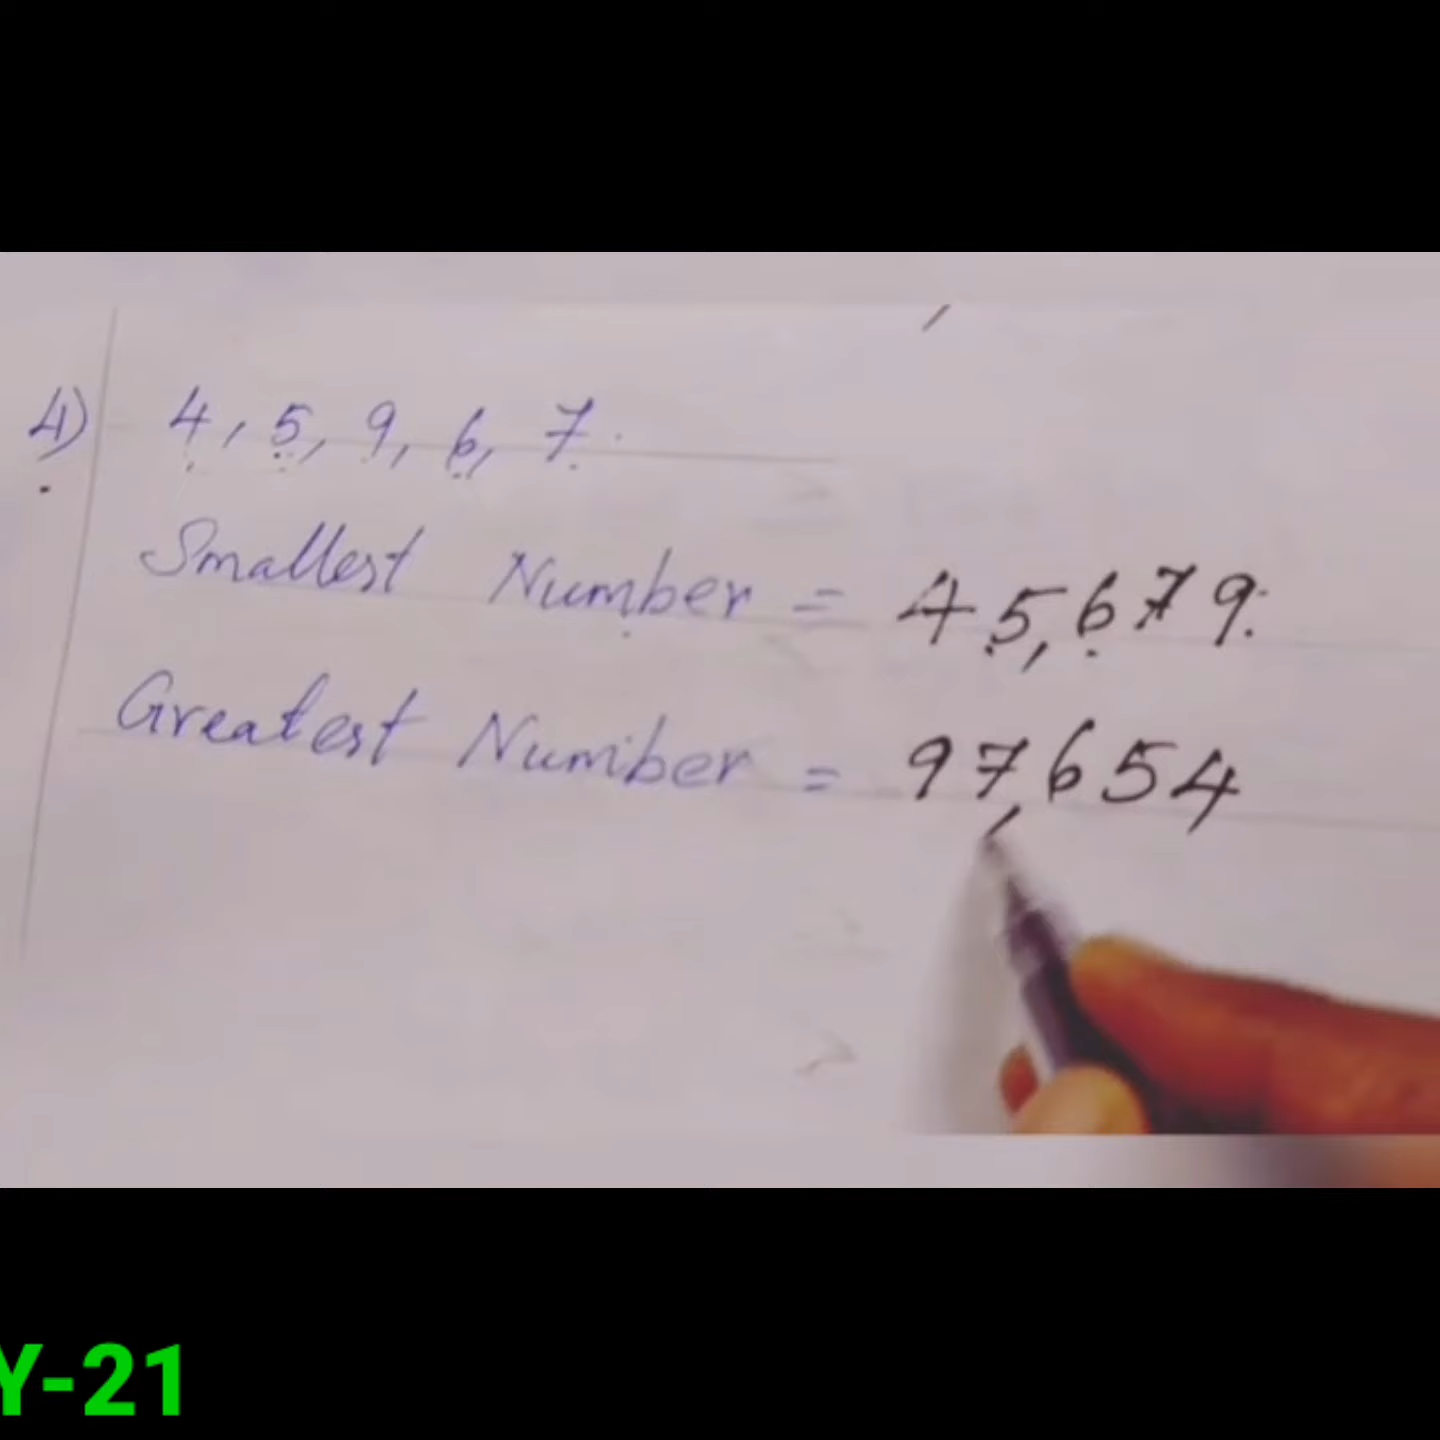 4) 4, 5, 9, 6, 7.
Smallest Number = 45,679.
Greatest Number = 97,654
Y-21